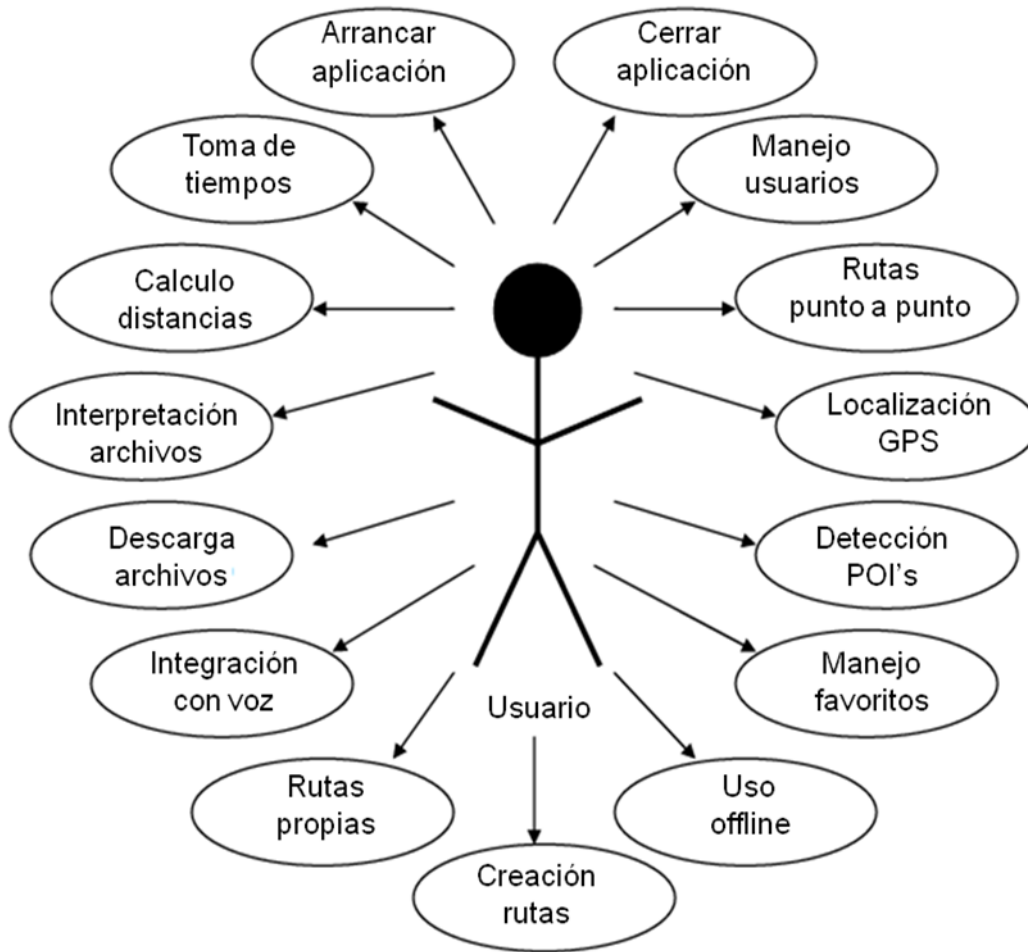 Arrancar
aplicación
Cerrar
aplicación
Toma de
tiempos
Manejo
usuarios
Calculo
distancias
Rutas
punto a punto
Interpretación
archivos
Localización
GPS
Descarga
archivos
Detección
POI's
Integración
con voz
Manejo
favoritos
Usuario
Rutas
propias
Uso
offline
Creación
rutas